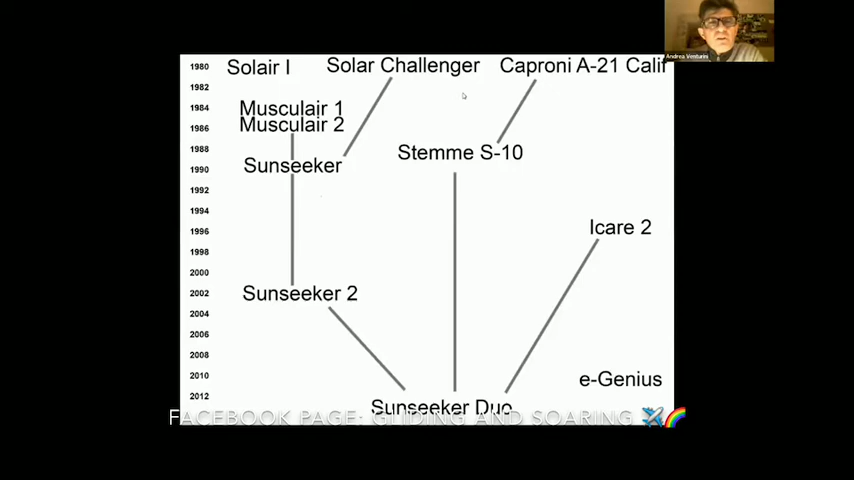 Andrea Venturini
1980
Solair I
Solar Challenger
Caproni A-21 Calif
1982
1984
Musculair 1
1986
Musculair 2
1988
Stemme S-10
1990
Sunseeker
1992
1994
1996
Icare 2
1998
2000
2002
Sunseeker 2
2004
2006
2008
2010
e-Genius
2012
Sunseeker Duo
FACEBOOK PAGE: GLIDING AND SOARING ✈️🌈